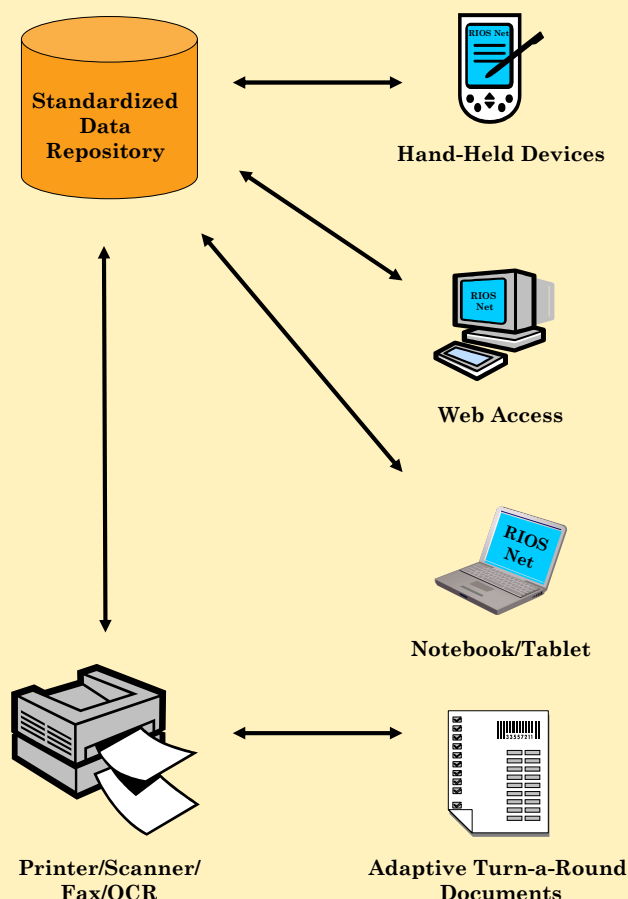 Standardized
Data
Repository
RIOS Net
Hand-Held Devices
RIOS
Net
Web Access
RIOS
Net
Notebook/Tablet
33557211
Printer/Scanner/
Fax/OCR
Adaptive Turn-a-Round
Documents